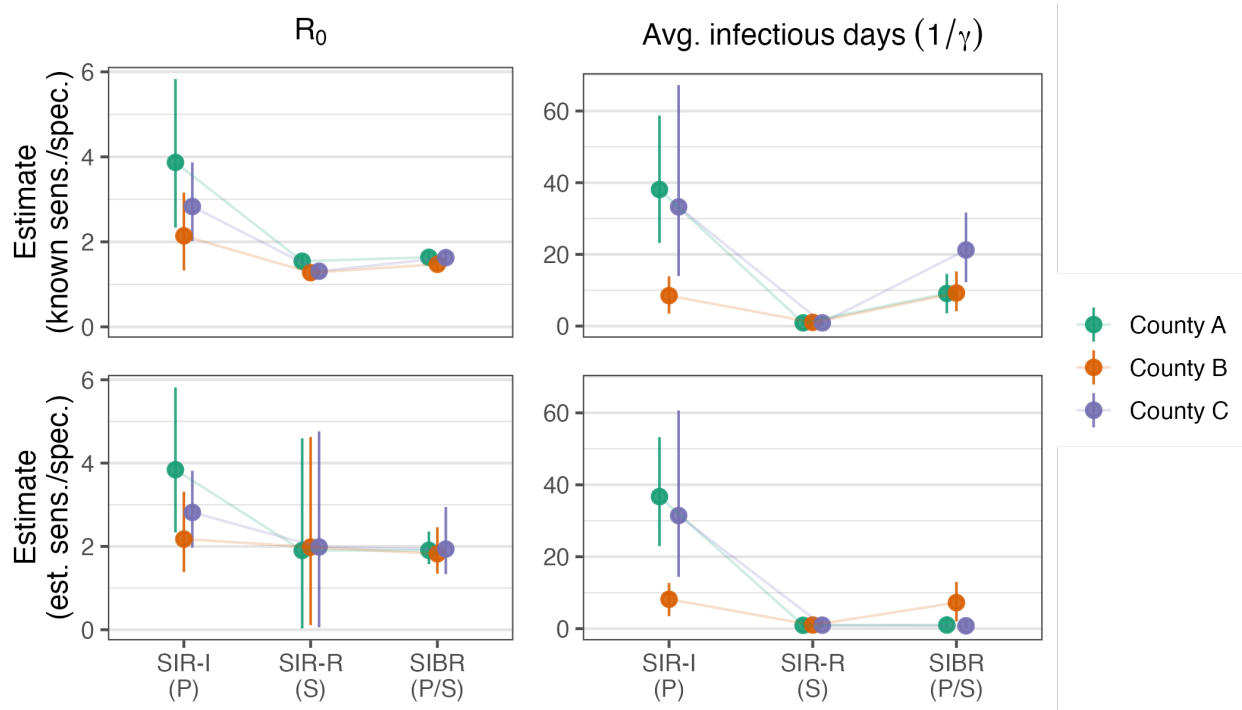 R₀
Avg. infectious days (1/γ)
Estimate
(known sens./spec.)
6
4
2
0
60
40
20
0
Estimate
(est. sens./spec.)
6
4
2
0
60
40
20
0
SIR-I
(P)
SIR-R
(S)
SIBR
(P/S)
SIR-I
(P)
SIR-R
(S)
SIBR
(P/S)
County A
County B
County C